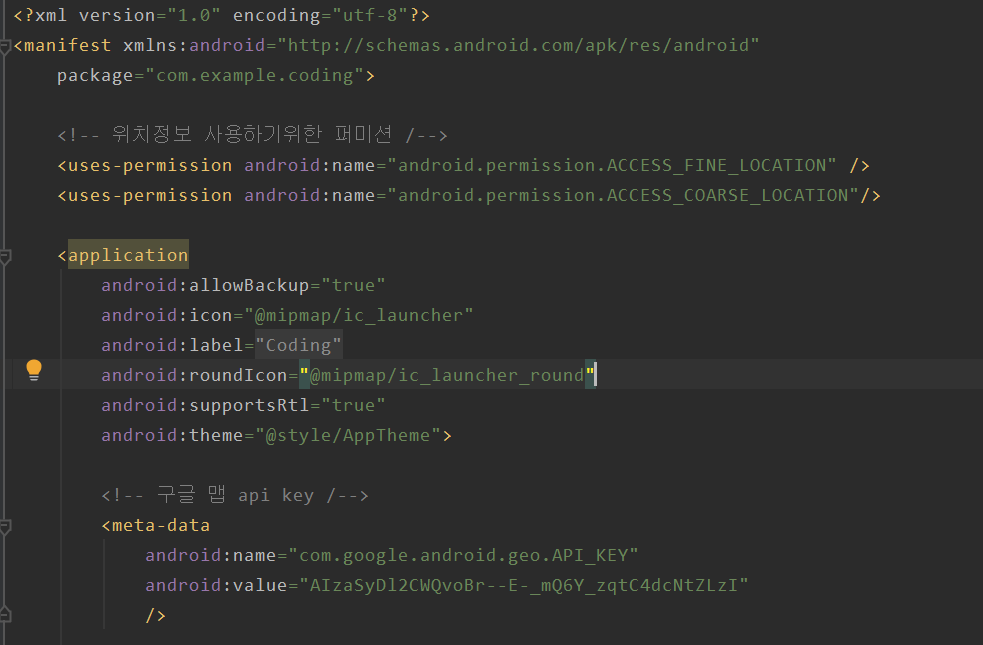 <?xml version="1.0" encoding="utf-8"?>
<manifest xmlns:android="http://schemas.android.com/apk/res/android"
package="com.example.coding">
<!-- 위치정보 사용하기위한 퍼미션 /-->
<uses-permission android:name="android.permission.ACCESS_FINE_LOCATION" />
<uses-permission android:name="android.permission.ACCESS_COARSE_LOCATION"/>
<application
android:allowBackup="true"
android:icon="@mipmap/ic_launcher"
android:label="Coding"
android:roundIcon="@mipmap/ic_launcher_round"
android:supportsRtl="true"
android:theme="@style/AppTheme">
<!-- 구글 맵 api key /-->
<meta-data
android:name="com.google.android.geo.API_KEY"
android:value="AIzaSyDl2CWQvoBr--E-_mQ6Y_zqtC4dcNtZLzI"
/>